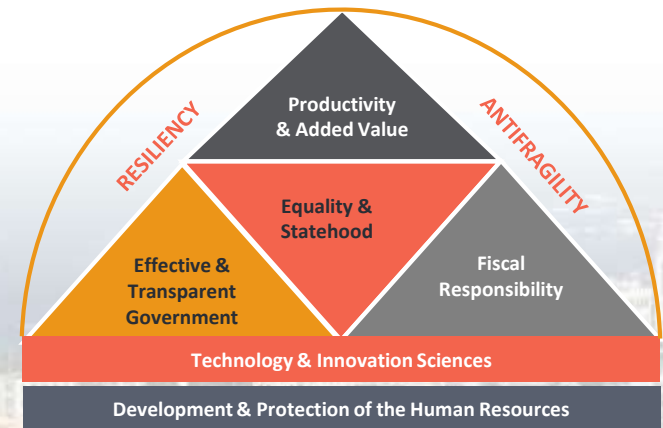 Productivity
& Added Value
RESILIENCY
ANTIFRAGILITY
Equality &
Statehood
Effective &
Transparent
Government
Fiscal
Responsibility
Technology & Innovation Sciences
Development & Protection of the Human Resources